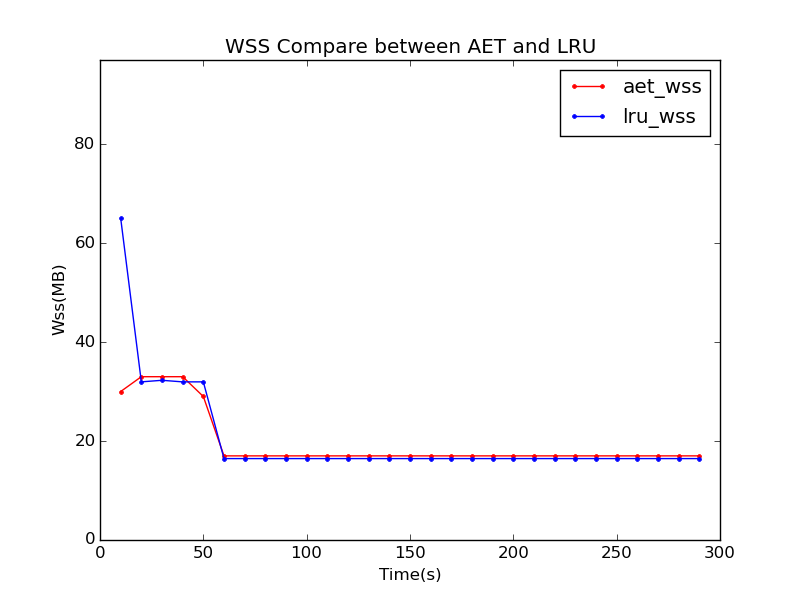 WSS Compare between AET and LRU
aet_wss
lru_wss
80
60
40
20
0
Wss(MB)
0 50 100 150 200 250 300
Time(s)